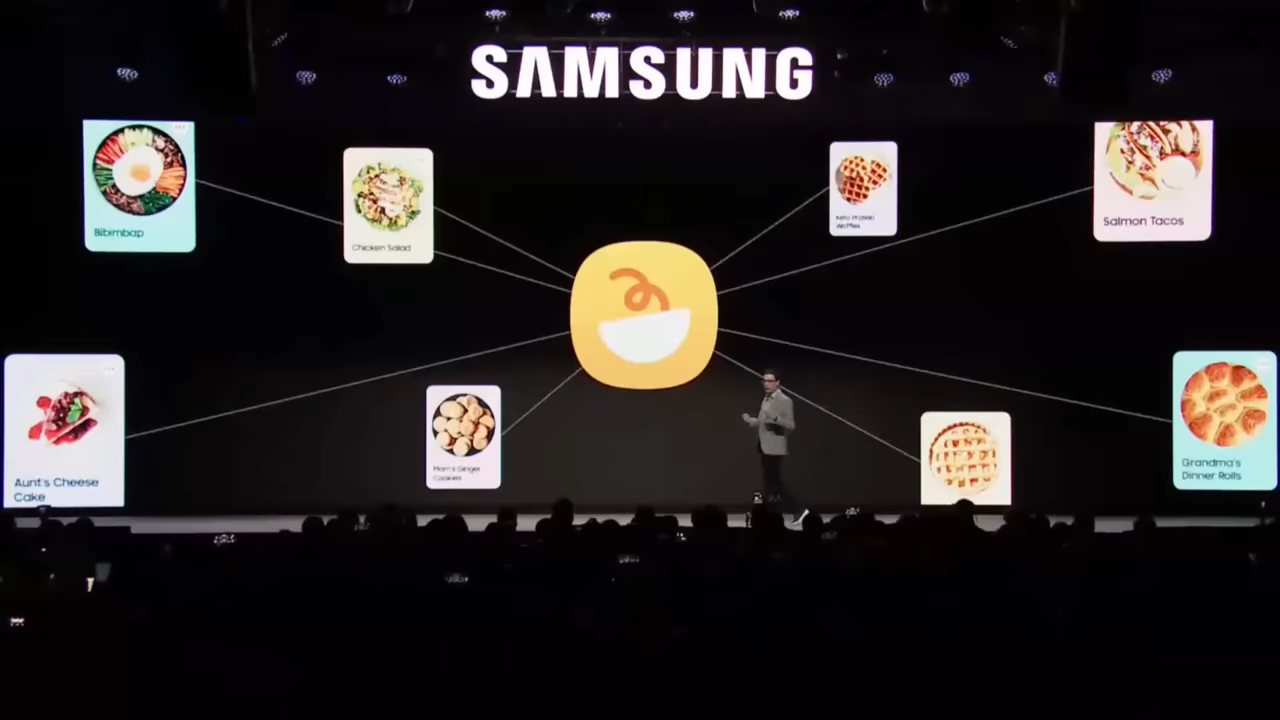 SAMSUNG
Bibimbap
Chicken Salad
Keto Protein
Waffles
Salmon Tacos
Aunt's Cheese
Cake
Mom's Ginger
Cookies
Grandma's
Dinner Rolls